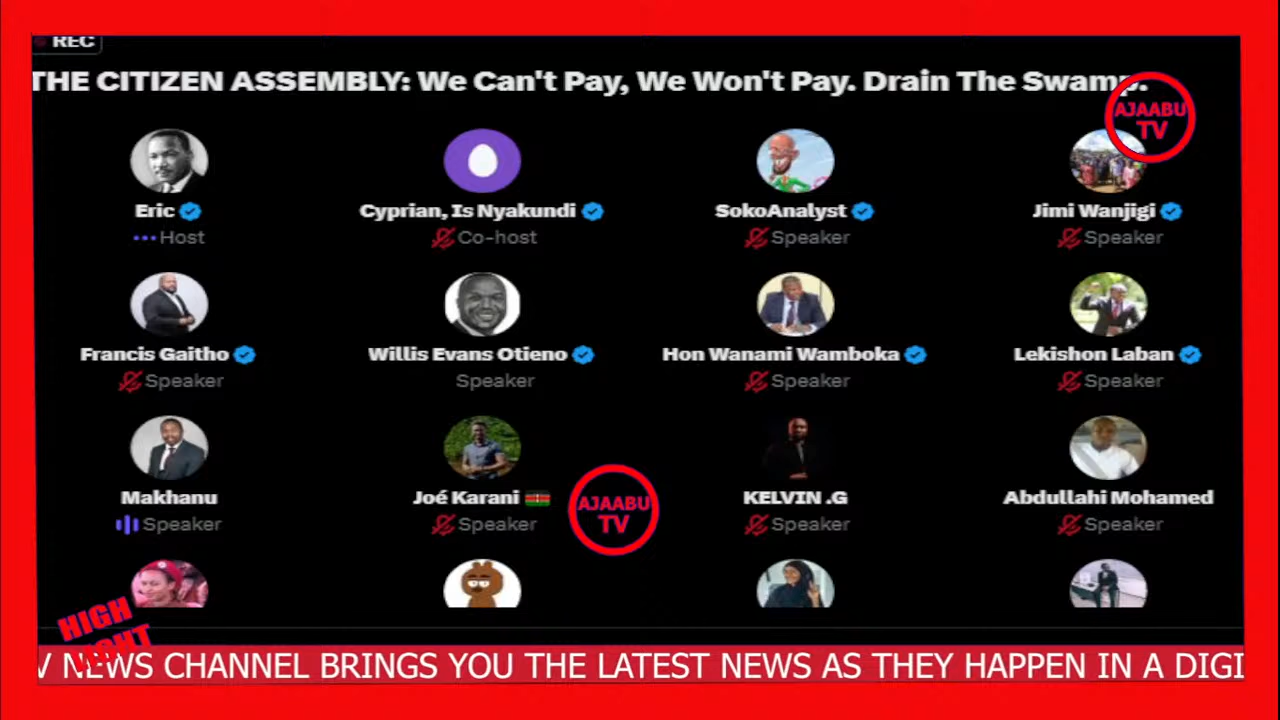 REC
THE CITIZEN ASSEMBLY: We Can't Pay, We Won't Pay. Drain The Swamp.
AJAABU
TV
Eric
Cyprian, Is Nyakundi
SokoAnalyst
Jimi Wanjigi
Host
Co-host
Speaker
Speaker
Francis Gaitho
Willis Evans Otieno
Hon Wanami Wamboka
Lekishon Laban
Speaker
Speaker
Speaker
Speaker
Makhanu
Joé Karani
KELVIN .G
Abdullahi Mohamed
AJAABU
TV
Speaker
Speaker
Speaker
Speaker
HIGH
V NEWS CHANNEL BRINGS YOU THE LATEST NEWS AS THEY HAPPEN IN A DIGI